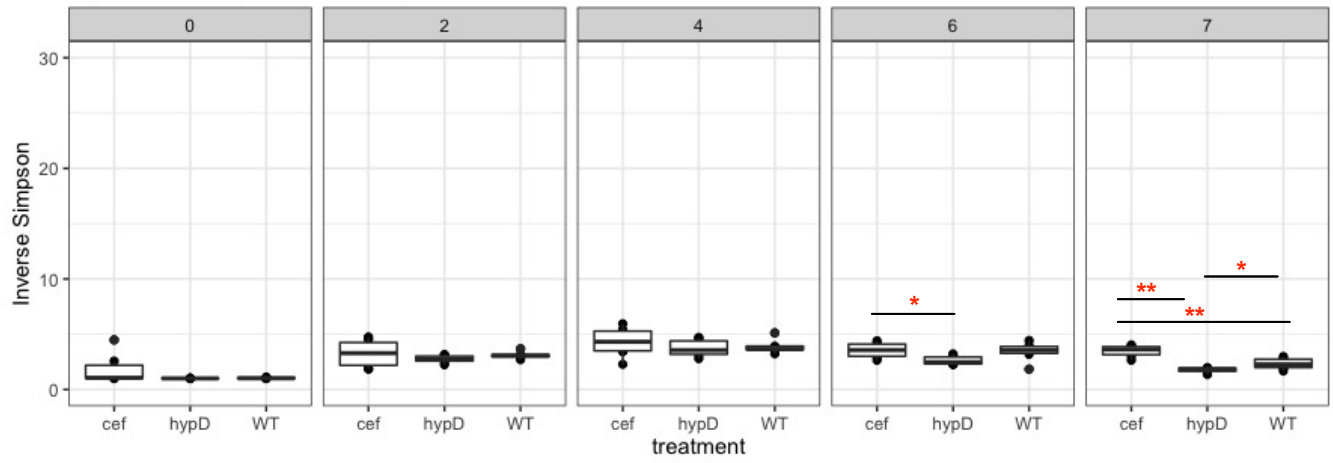 0 2 4 6 7
30
20
10
0
Inverse Simpson
*
**
**
*
cef hypD WT cef hypD WT cef hypD WT cef hypD WT cef hypD WT
treatment